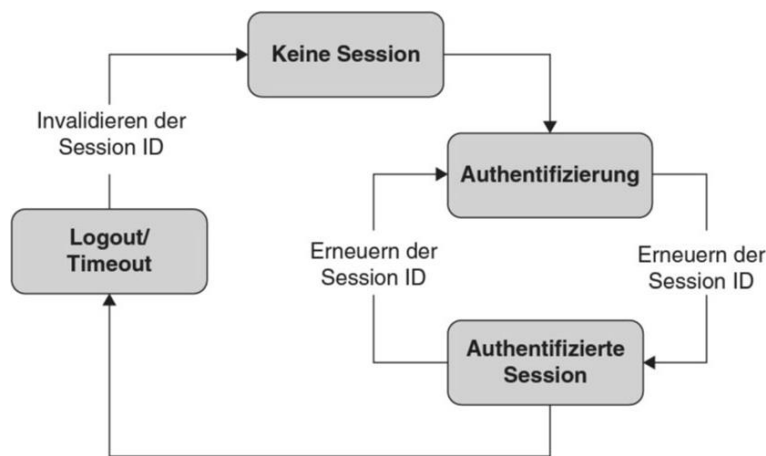 Keine Session
Invalidieren der
Session ID
Authentifizierung
Logout/
Timeout
Erneuern der
Session ID
Erneuern der
Session ID
Authentifizierte
Session